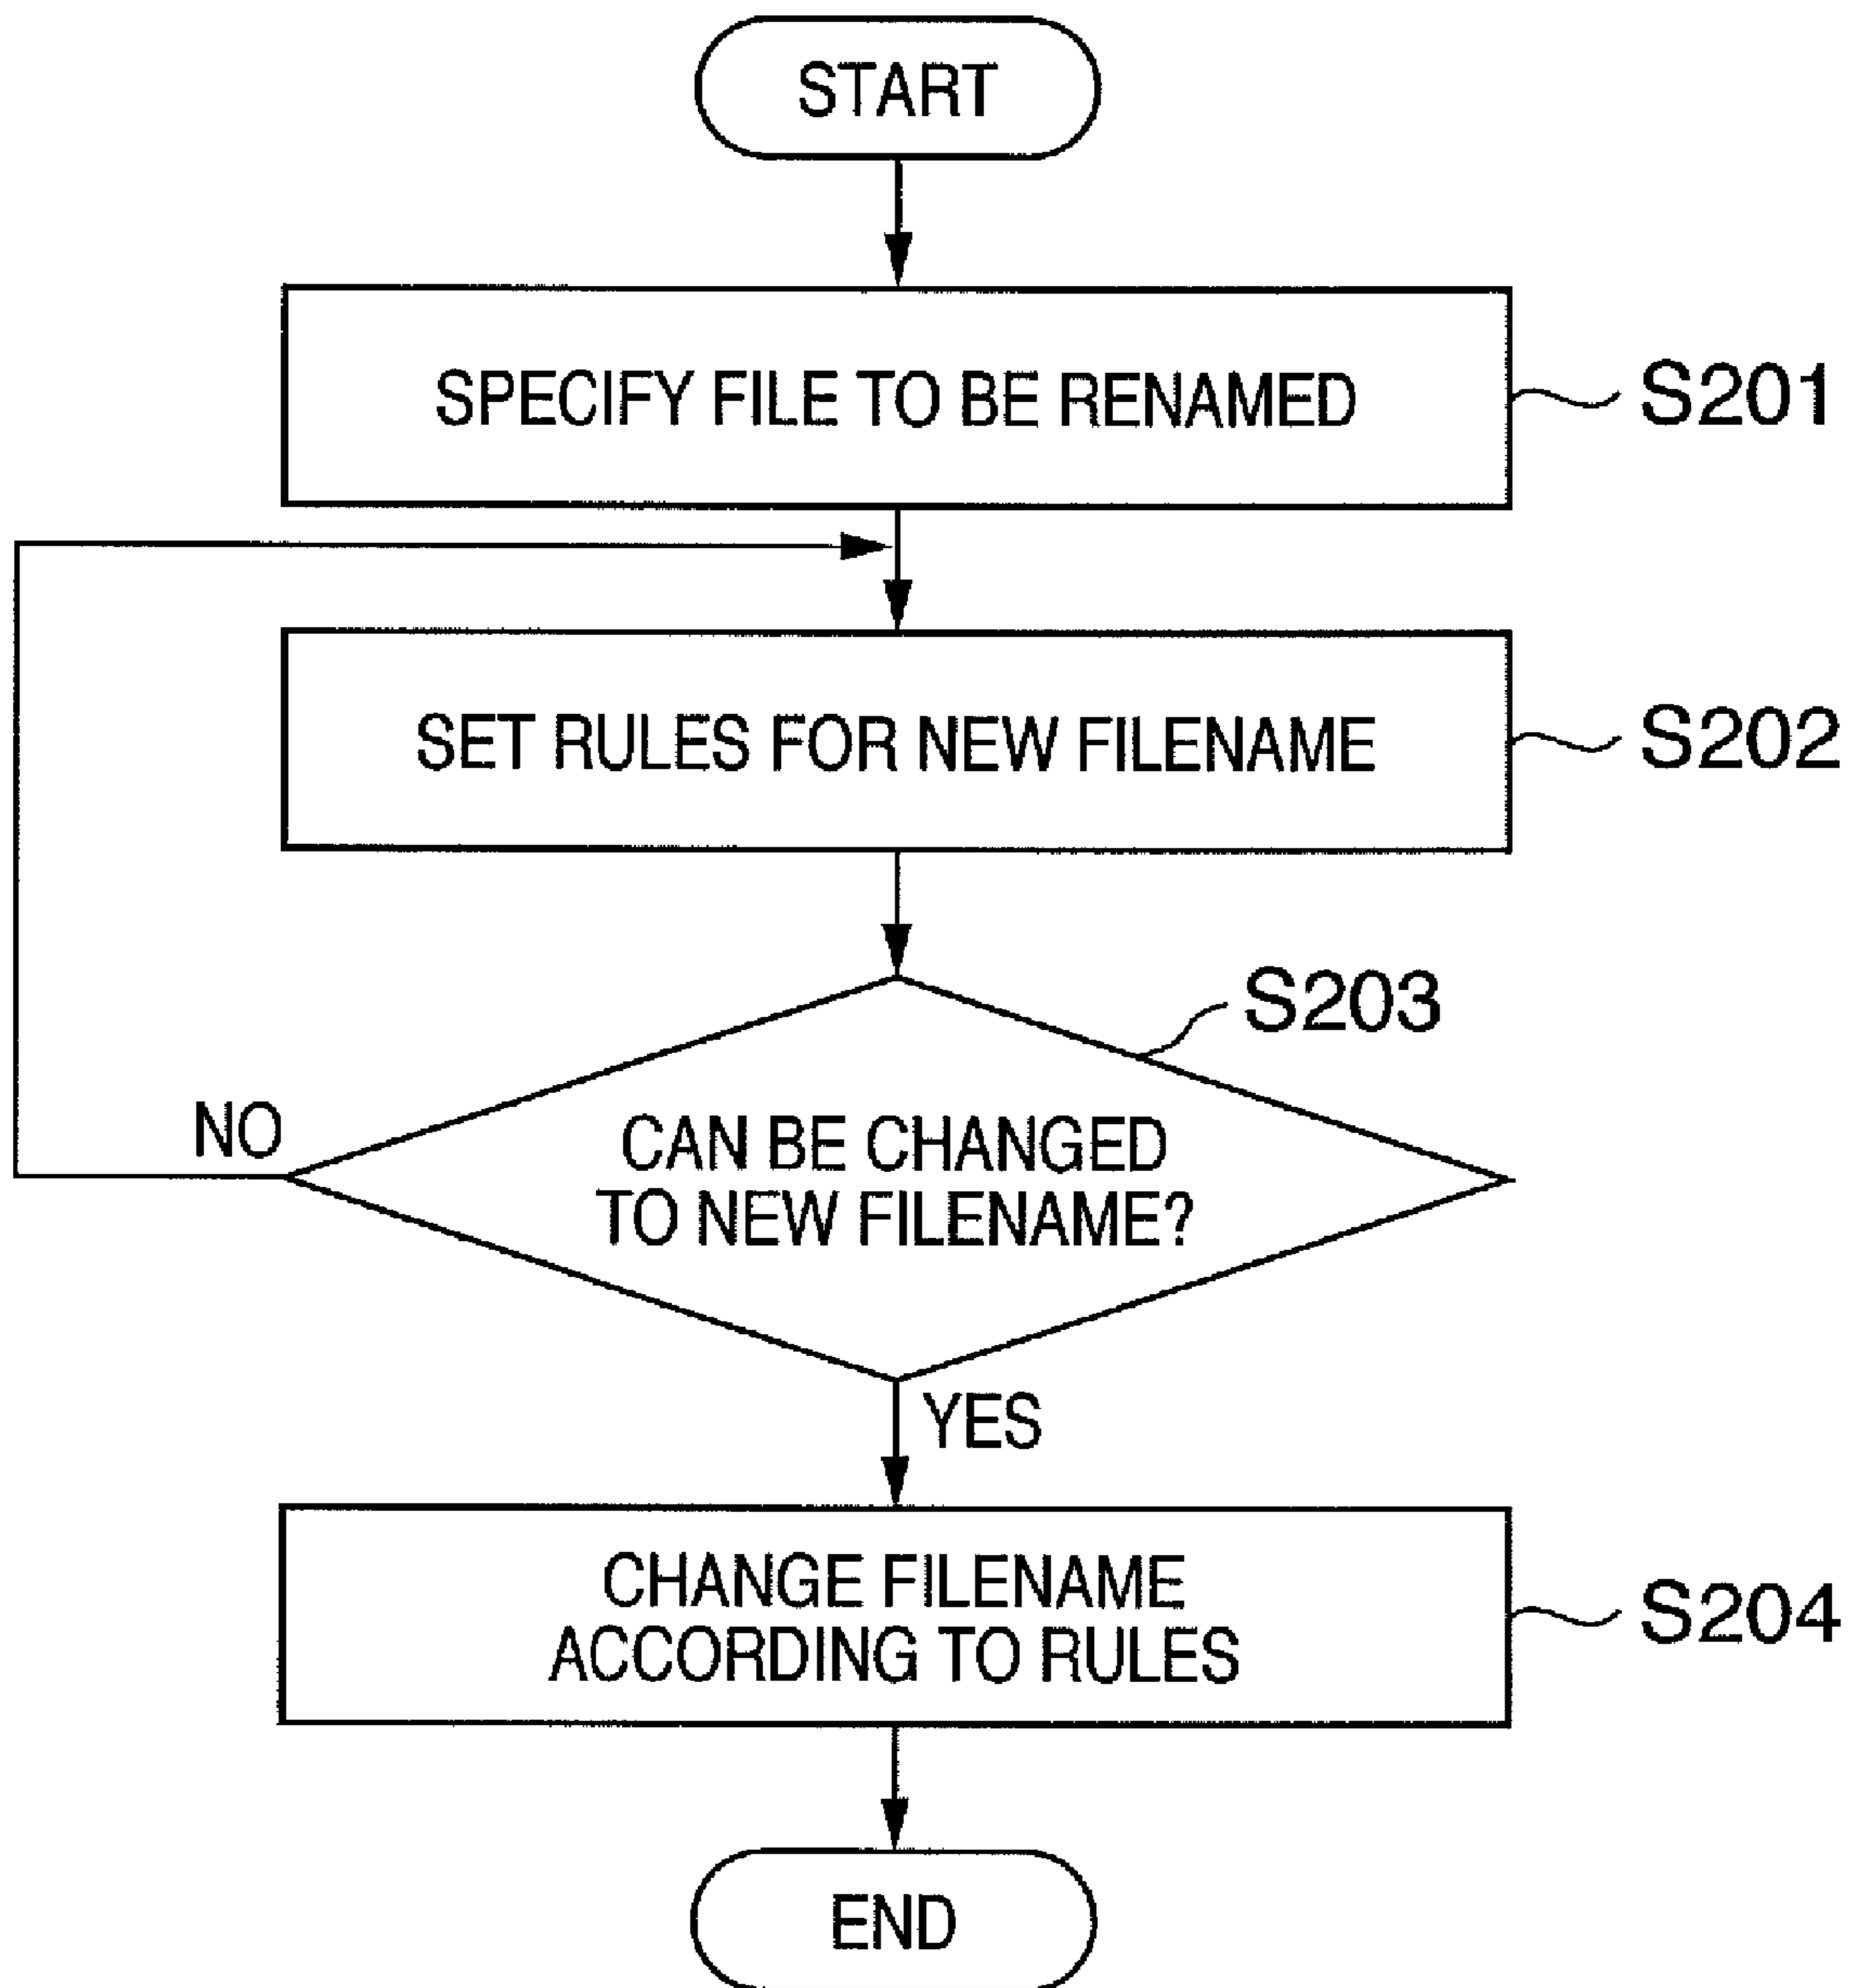 START
SPECIFY FILE TO BE RENAMED
S201
SET RULES FOR NEW FILENAME
S202
S203
CAN BE CHANGED
TO NEW FILENAME?
NO
YES
CHANGE FILENAME
ACCORDING TO RULES
S204
END